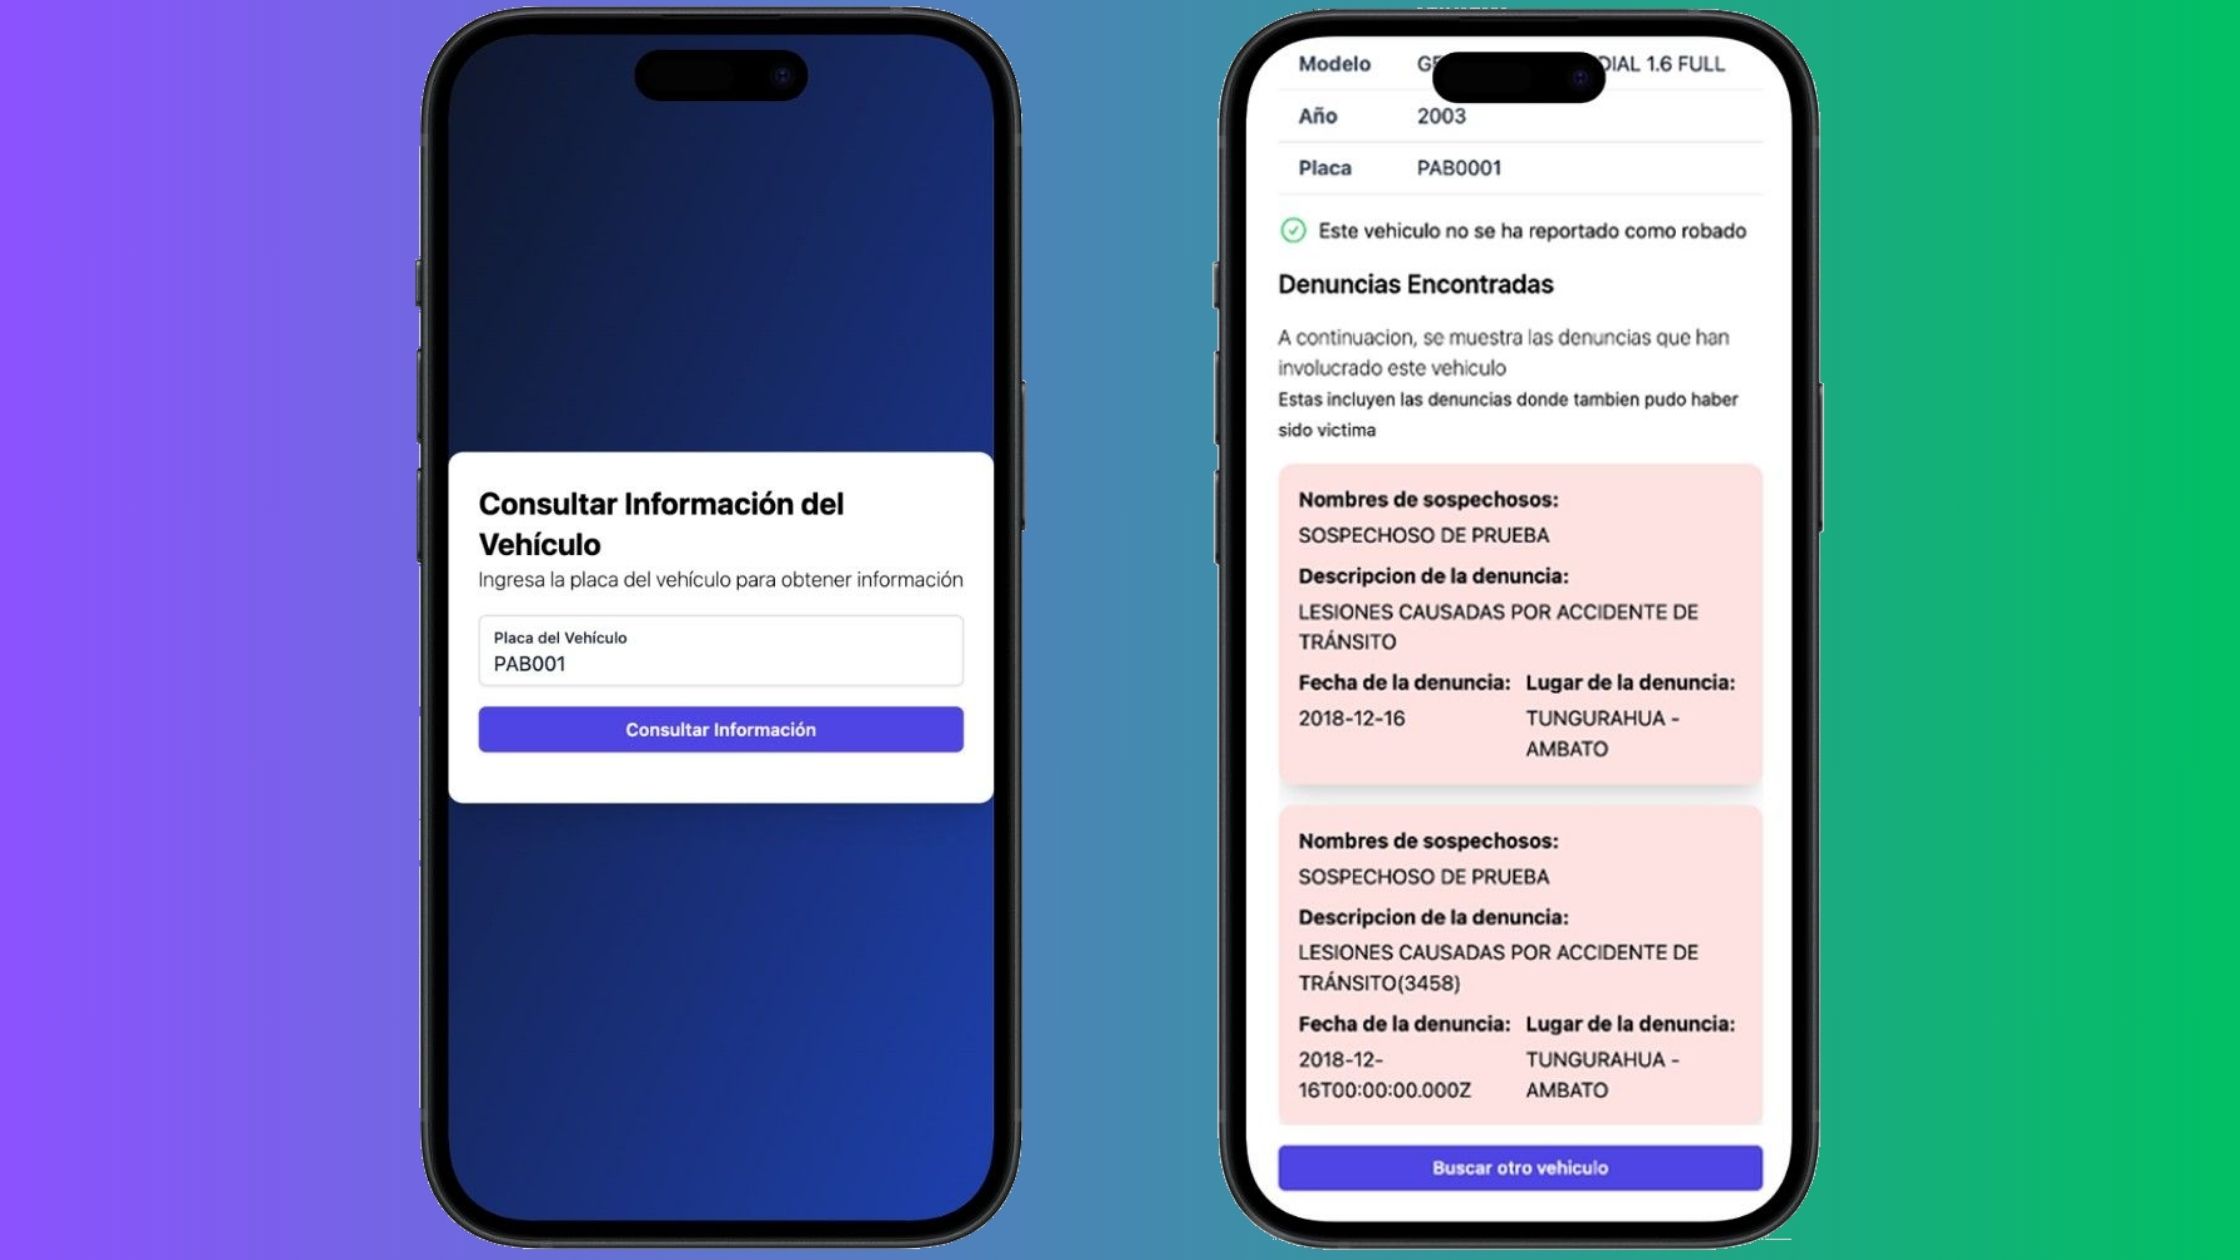 Consultar Información del
Vehículo
Ingresa la placa del vehículo para obtener información
Placa del Vehículo
PAB001
Consultar Información
Modelo DIAL 1.6 FULL
Año 2003
Placa PAB0001
Este vehiculo no se ha reportado como robado
Denuncias Encontradas
A continuacion, se muestra las denuncias que han
involucrado este vehiculo
Estas incluyen las denuncias donde tambien pudo haber
sido victima
Nombres de sospechosos:
SOSPECHOSO DE PRUEBA
Descripcion de la denuncia:
LESIONES CAUSADAS POR ACCIDENTE DE
TRÁNSITO
Fecha de la denuncia: Lugar de la denuncia:
2018-12-16 TUNGURAHUA -
AMBATO
Nombres de sospechosos:
SOSPECHOSO DE PRUEBA
Descripcion de la denuncia:
LESIONES CAUSADAS POR ACCIDENTE DE
TRÁNSITO(3458)
Fecha de la denuncia: Lugar de la denuncia:
2018-12- TUNGURAHUA -
16T00:00:00.000Z AMBATO
Buscar otro vehiculo